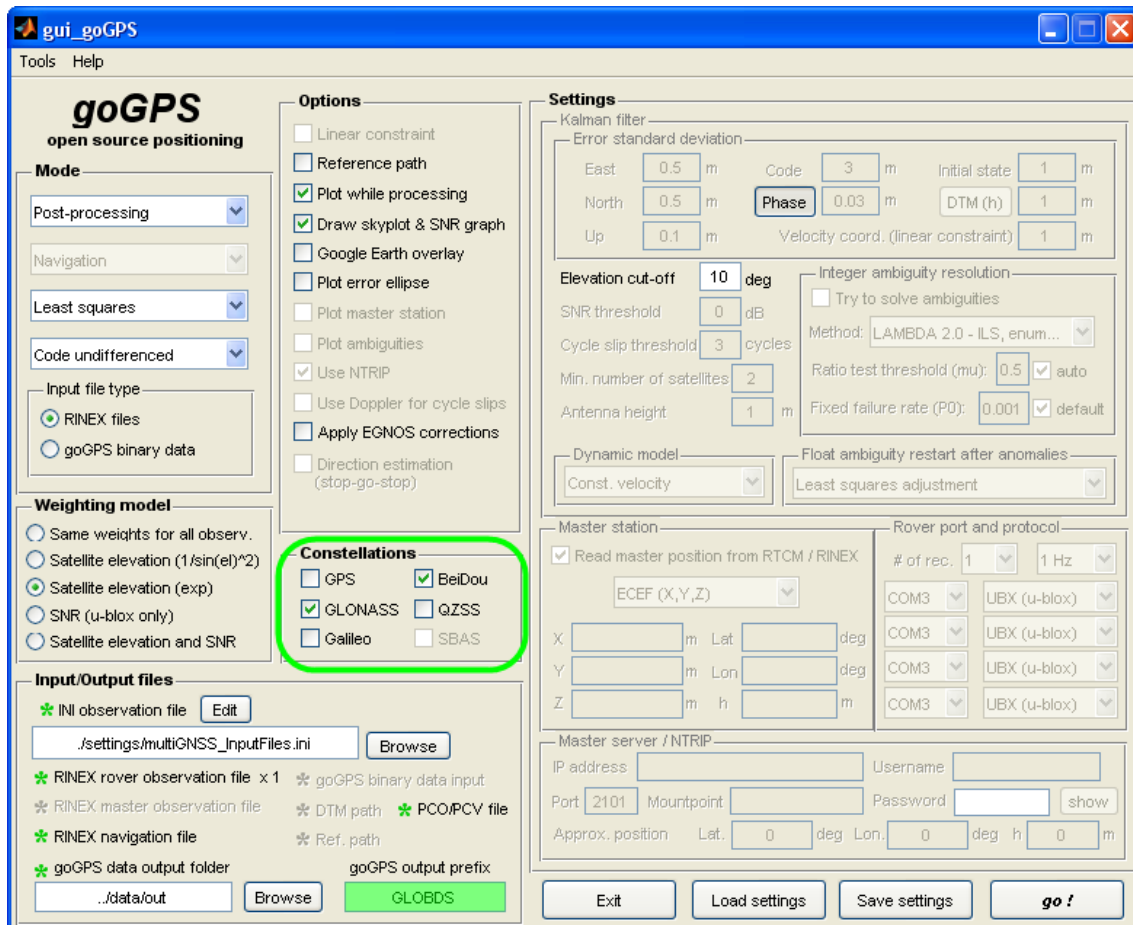 gui_goGPS
Tools Help
goGPS
open source positioning
Mode
Post-processing
Navigation
Least squares
Code undifferenced
Input file type
RINEX files
goGPS binary data
Weighting model
Same weights for all observ.
Satellite elevation (1/sin(el)^2)
Satellite elevation (exp)
SNR (u-blox only)
Satellite elevation and SNR
Options
Linear constraint
Reference path
Plot while processing
Draw skyplot & SNR graph
Google Earth overlay
Plot error ellipse
Plot master station
Plot ambiguities
Use NTRIP
Use Doppler for cycle slips
Apply EGNOS corrections
Direction estimation
(stop-go-stop)
Constellations
GPS BeiDou
GLONASS QZSS
Galileo SBAS
Settings
Kalman filter
Error standard deviation
East 0.5 m Code 3 m Initial state 1 m
North 0.5 m Phase 0.03 m DTM (h) 1 m
Up 0.1 m Velocity coord. (linear constraint) 1 m
Elevation cut-off 10 deg
SNR threshold 0 dB
Cycle slip threshold 3 cycles
Min. number of satellites 2
Antenna height 1 m
Integer ambiguity resolution
Try to solve ambiguities
Method: LAMBDA 2.0 - ILS, enum...
Ratio test threshold (mu): 0.5 auto
Fixed failure rate (P0): 0.001 default
Dynamic model
Const. velocity
Float ambiguity restart after anomalies
Least squares adjustment
Master station
Read master position from RTCM / RINEX
ECEF (X,Y,Z)
X m Lat deg
Y m Lon deg
Z m h m
Rover port and protocol
# of rec. 1 1 Hz
COM3 UBX (u-blox)
COM3 UBX (u-blox)
COM3 UBX (u-blox)
COM3 UBX (u-blox)
Master server / NTRIP
IP address Username
Port 2101 Mountpoint Password show
Approx. position Lat. 0 deg Lon. 0 deg h 0 m
Input/Output files
INI observation file Edit
./settings/multiGNSS_InputFiles.ini Browse
RINEX rover observation file x 1 goGPS binary data input
RINEX master observation file DTM path PCO/PCV file
RINEX navigation file Ref. path
goGPS data output folder goGPS output prefix
../data/out Browse GLOBDS
Exit Load settings Save settings go !